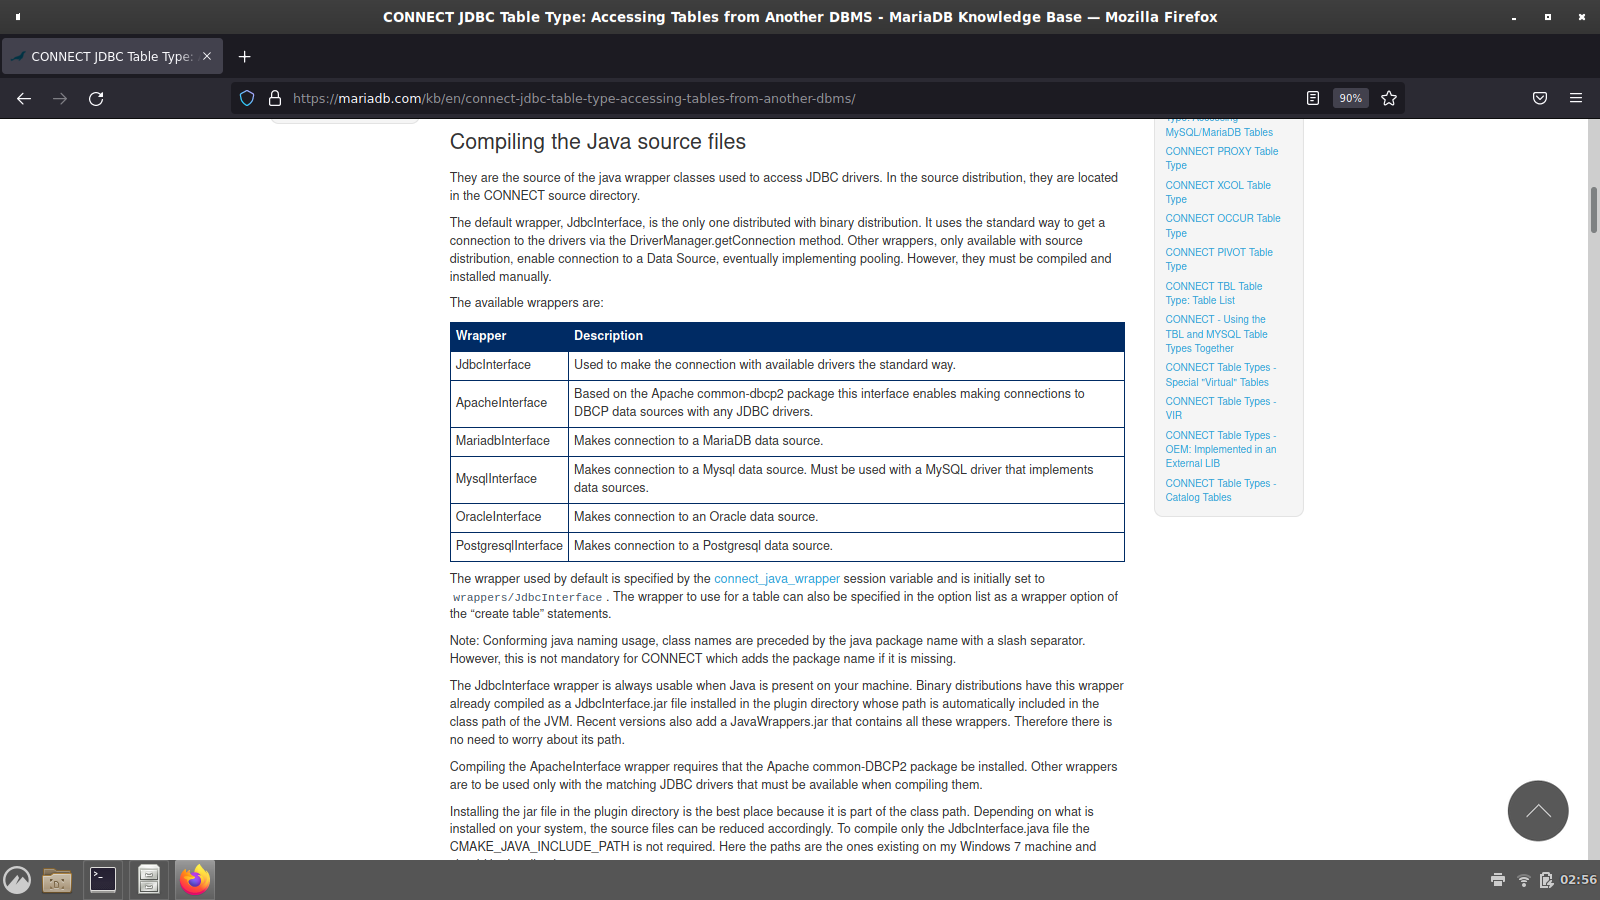 CONNECT JDBC Table Type: Accessing Tables from Another DBMS - MariaDB Knowledge Base — Mozilla Firefox
CONNECT JDBC Table Type:
https://mariadb.com/kb/en/connect-jdbc-table-type-accessing-tables-from-another-dbms/
90%
Compiling the Java source files
They are the source of the java wrapper classes used to access JDBC drivers. In the source distribution, they are located
in the CONNECT source directory.
The default wrapper, JdbcInterface, is the only one distributed with binary distribution. It uses the standard way to get a
connection to the drivers via the DriverManager.getConnection method. Other wrappers, only available with source
distribution, enable connection to a Data Source, eventually implementing pooling. However, they must be compiled and
installed manually.
The available wrappers are:
Wrapper Description
JdbcInterface Used to make the connection with available drivers the standard way.
ApacheInterface Based on the Apache common-dbcp2 package this interface enables making connections to
DBCP data sources with any JDBC drivers.
MariadbInterface Makes connection to a MariaDB data source.
MysqlInterface Makes connection to a Mysql data source. Must be used with a MySQL driver that implements
data sources.
OracleInterface Makes connection to an Oracle data source.
PostgresqlInterface Makes connection to a Postgresql data source.
The wrapper used by default is specified by the connect_java_wrapper session variable and is initially set to
wrappers/JdbcInterface . The wrapper to use for a table can also be specified in the option list as a wrapper option of
the “create table” statements.
Note: Conforming java naming usage, class names are preceded by the java package name with a slash separator.
However, this is not mandatory for CONNECT which adds the package name if it is missing.
The JdbcInterface wrapper is always usable when Java is present on your machine. Binary distributions have this wrapper
already compiled as a JdbcInterface.jar file installed in the plugin directory whose path is automatically included in the
class path of the JVM. Recent versions also add a JavaWrappers.jar that contains all these wrappers. Therefore there is
no need to worry about its path.
Compiling the ApacheInterface wrapper requires that the Apache common-DBCP2 package be installed. Other wrappers
are to be used only with the matching JDBC drivers that must be available when compiling them.
Installing the jar file in the plugin directory is the best place because it is part of the class path. Depending on what is
installed on your system, the source files can be reduced accordingly. To compile only the JdbcInterface.java file the
CMAKE_JAVA_INCLUDE_PATH is not required. Here the paths are the ones existing on my Windows 7 machine and
Type: Accessing
MySQL/MariaDB Tables
CONNECT PROXY Table
Type
CONNECT XCOL Table
Type
CONNECT OCCUR Table
Type
CONNECT PIVOT Table
Type
CONNECT TBL Table
Type: Table List
CONNECT - Using the
TBL and MYSQL Table
Types Together
CONNECT Table Types -
Special "Virtual" Tables
CONNECT Table Types -
VIR
CONNECT Table Types -
OEM: Implemented in an
External LIB
CONNECT Table Types -
Catalog Tables
02:56